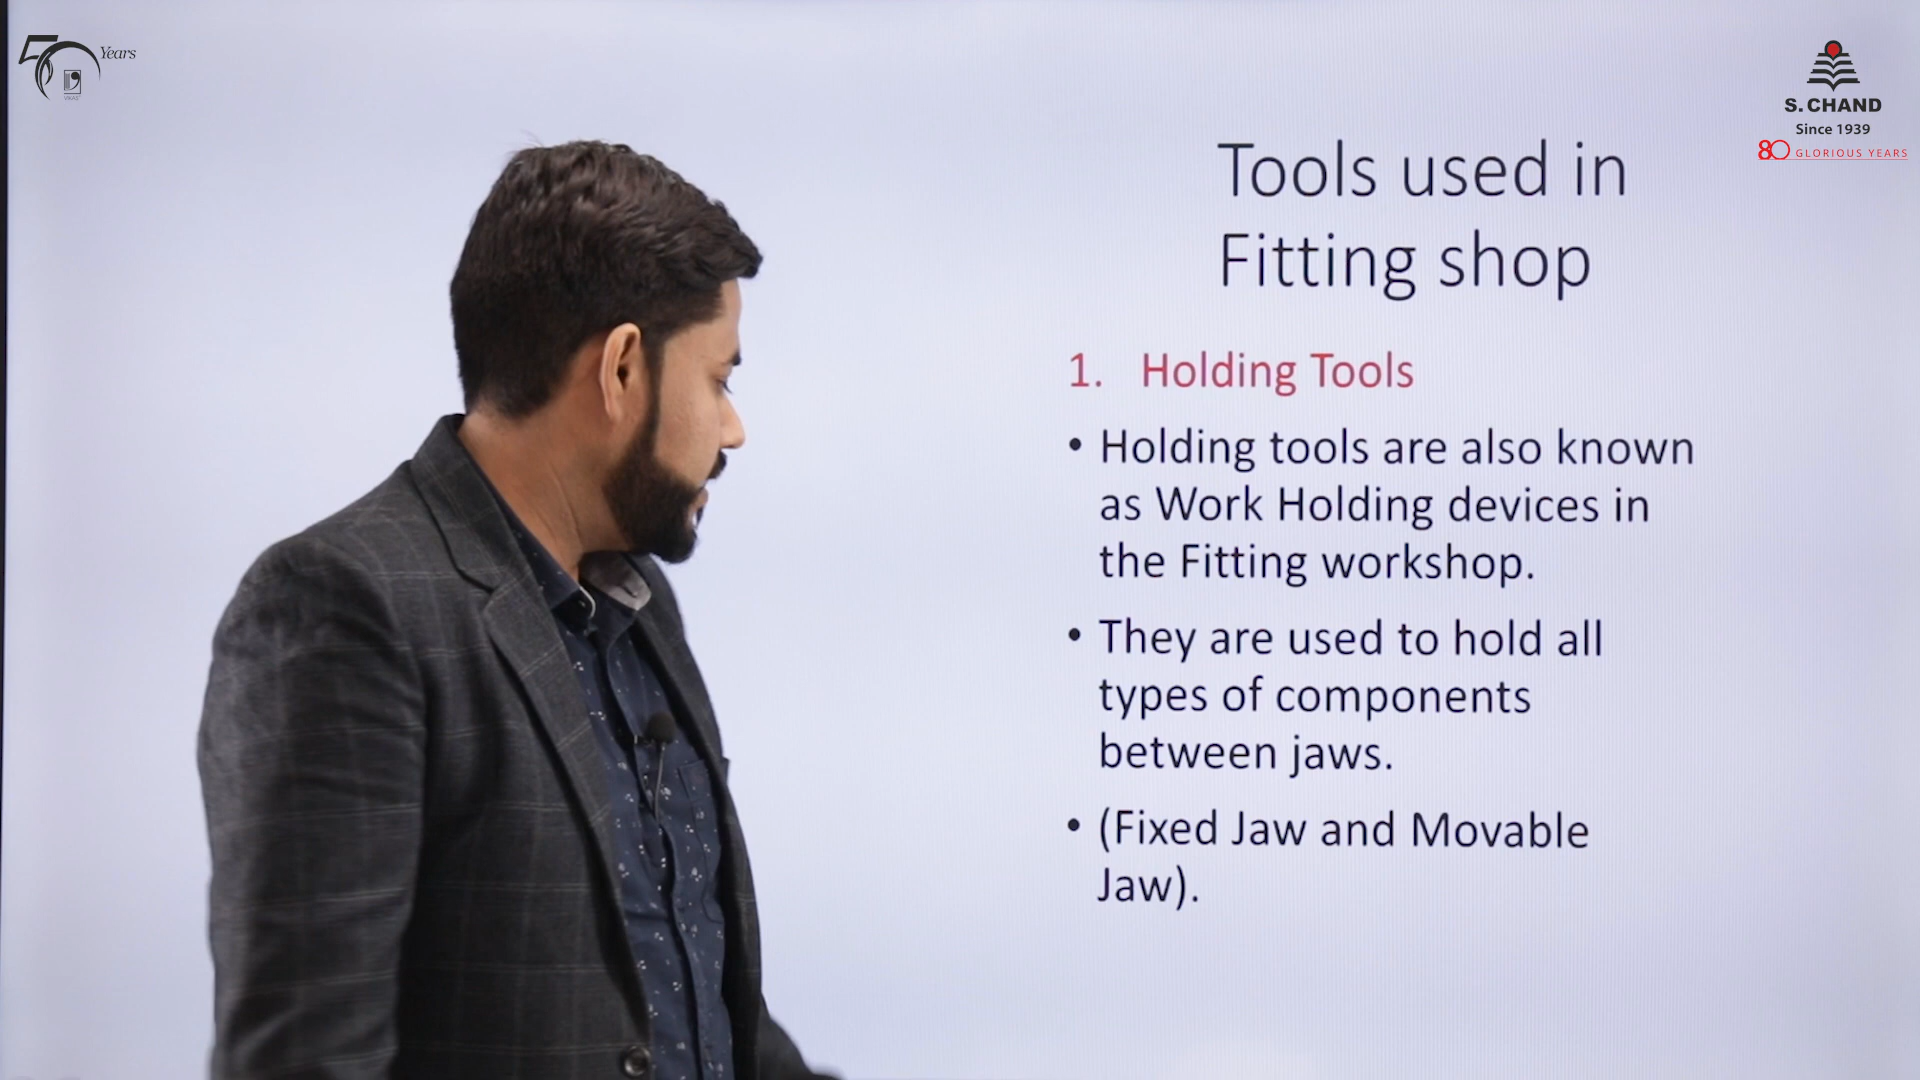 50 Years
VIKAS
S. CHAND
Since 1939
80 GLORIOUS YEARS
Tools used in
Fitting shop
1. Holding Tools
• Holding tools are also known
as Work Holding devices in
the Fitting workshop.
• They are used to hold all
types of components
between jaws.
• (Fixed Jaw and Movable
Jaw).